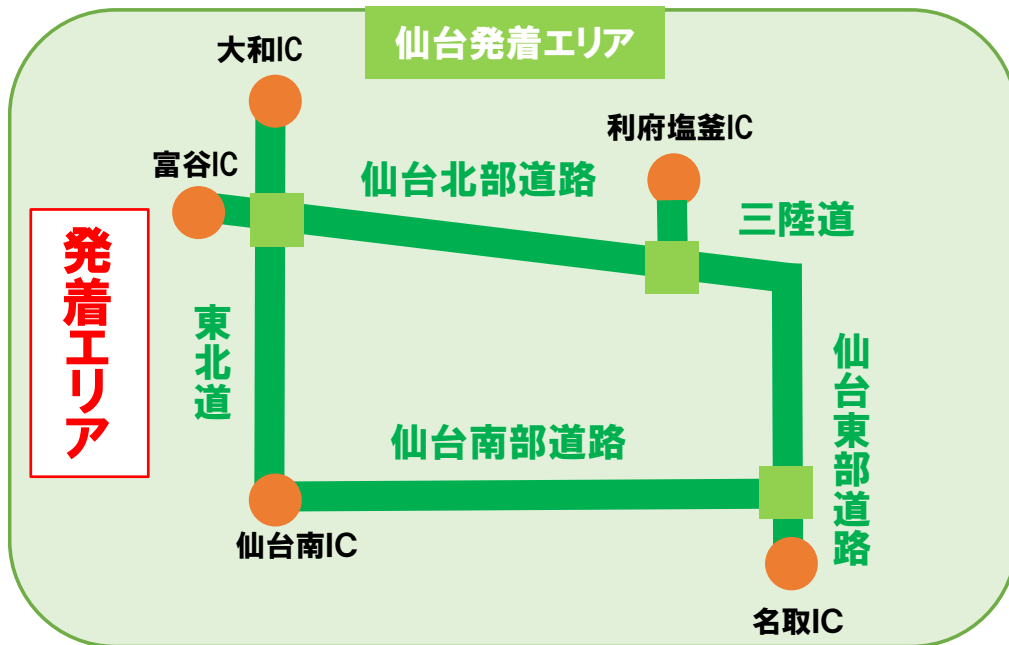 仙台発着エリア
大和IC
利府塩釜IC
富谷IC
仙台北部道路
三陸道
発着エリア
東北道
仙台東部道路
仙台南部道路
仙台南IC
名取IC